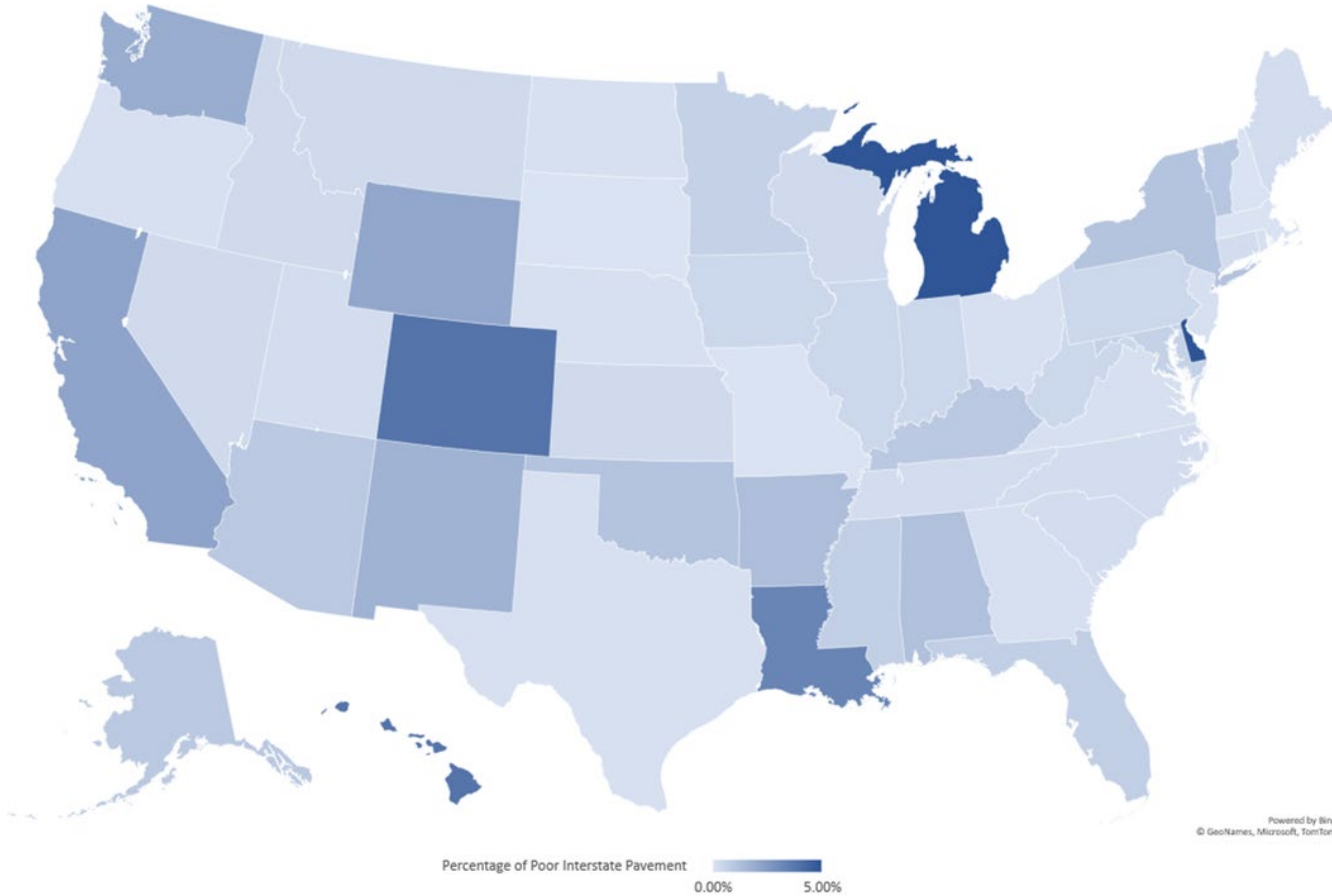 Powered by Bing
© GeoNames, Microsoft, TomTom
Percentage of Poor Interstate Pavement
0.00% 5.00%